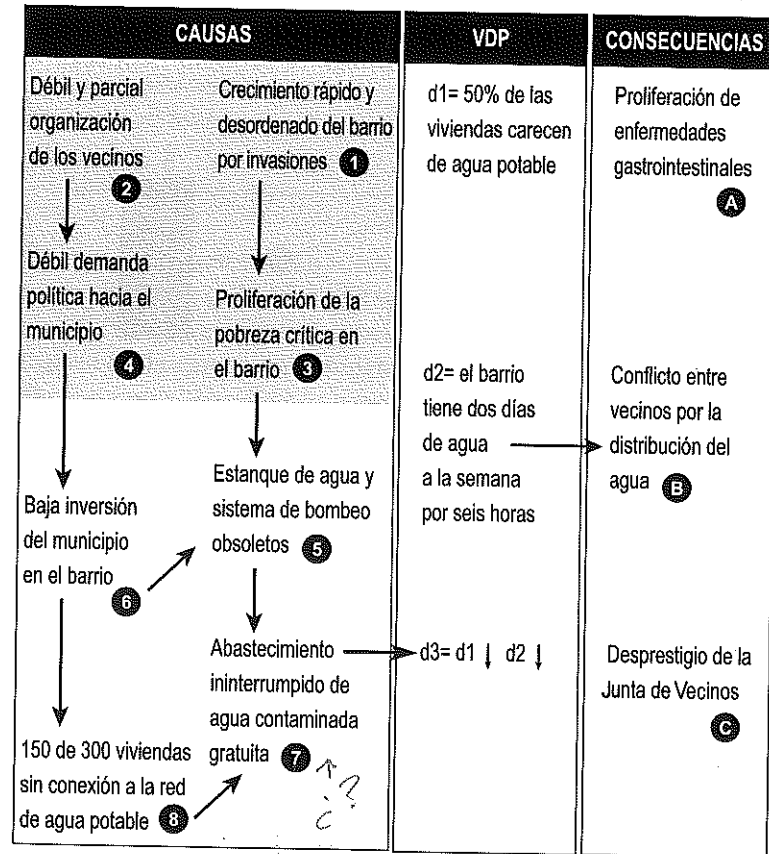 CAUSAS
Débil y parcial
organización
de los vecinos
2
Crecimiento rápido y
desordenado del barrio
por invasiones 1
Débil demanda
política hacia el
municipio
4
Proliferación de la
pobreza crítica en
el barrio 3
Baja inversión
del municipio
en el barrio
6
Estanque de agua y
sistema de bombeo
obsoletos 5
150 de 300 viviendas
sin conexión a la red
de agua potable 8
Abastecimiento
ininterrumpido de
agua contaminada
gratuita 7
¿?
VDP
d1= 50% de las
viviendas carecen
de agua potable
d2= el barrio
tiene dos días
de agua
a la semana
por seis horas
d3= d1 ↓ d2 ↓
CONSECUENCIAS
Proliferación de
enfermedades
gastrointestinales
A
Conflicto entre
vecinos por la
distribución del
agua B
Desprestigio de la
Junta de Vecinos
C